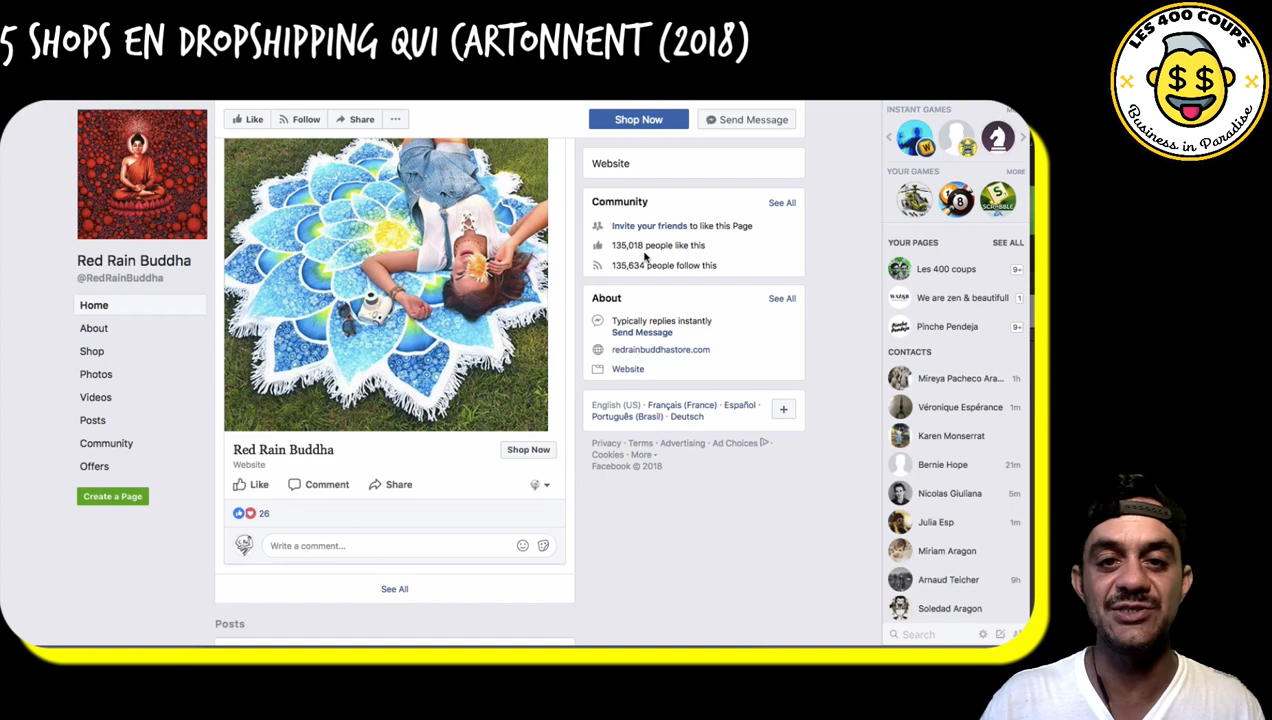 5 SHOPS EN DROPSHIPPING QUI CARTONNENT (2018)
LES 400 COUPS
$ $
Business in Paradise
Like
Follow
Share
Shop Now
Send Message
Red Rain Buddha
@RedRainBuddha
Home
About
Shop
Photos
Videos
Posts
Community
Offers
Create a Page
Red Rain Buddha
Shop Now
Website
Like
Comment
Share
26
Write a comment...
See All
Posts
Website
Community
See All
Invite your friends to like this Page
135,018 people like this
135,634 people follow this
About
See All
Typically replies instantly
Send Message
redrainbuddhastore.com
Website
English (US) · Français (France) · Español ·
Português (Brasil) · Deutsch
Privacy · Terms · Advertising · Ad Choices ·
Cookies · More
Facebook © 2018
INSTANT GAMES
W
YOUR GAMES
MORE
8
S
SCRABBLE
YOUR PAGES
SEE ALL
Les 400 coups
9+
We are zen & beautifull
1
Pinche Pendeja
9+
CONTACTS
Mireya Pacheco Ara...
1h
Véronique Espérance
1m
Karen Monserrat
Bernie Hope
21m
Nicolas Giuliana
5m
Julia Esp
1m
Miriam Aragon
Arnaud Teicher
9h
Soledad Aragon
Search